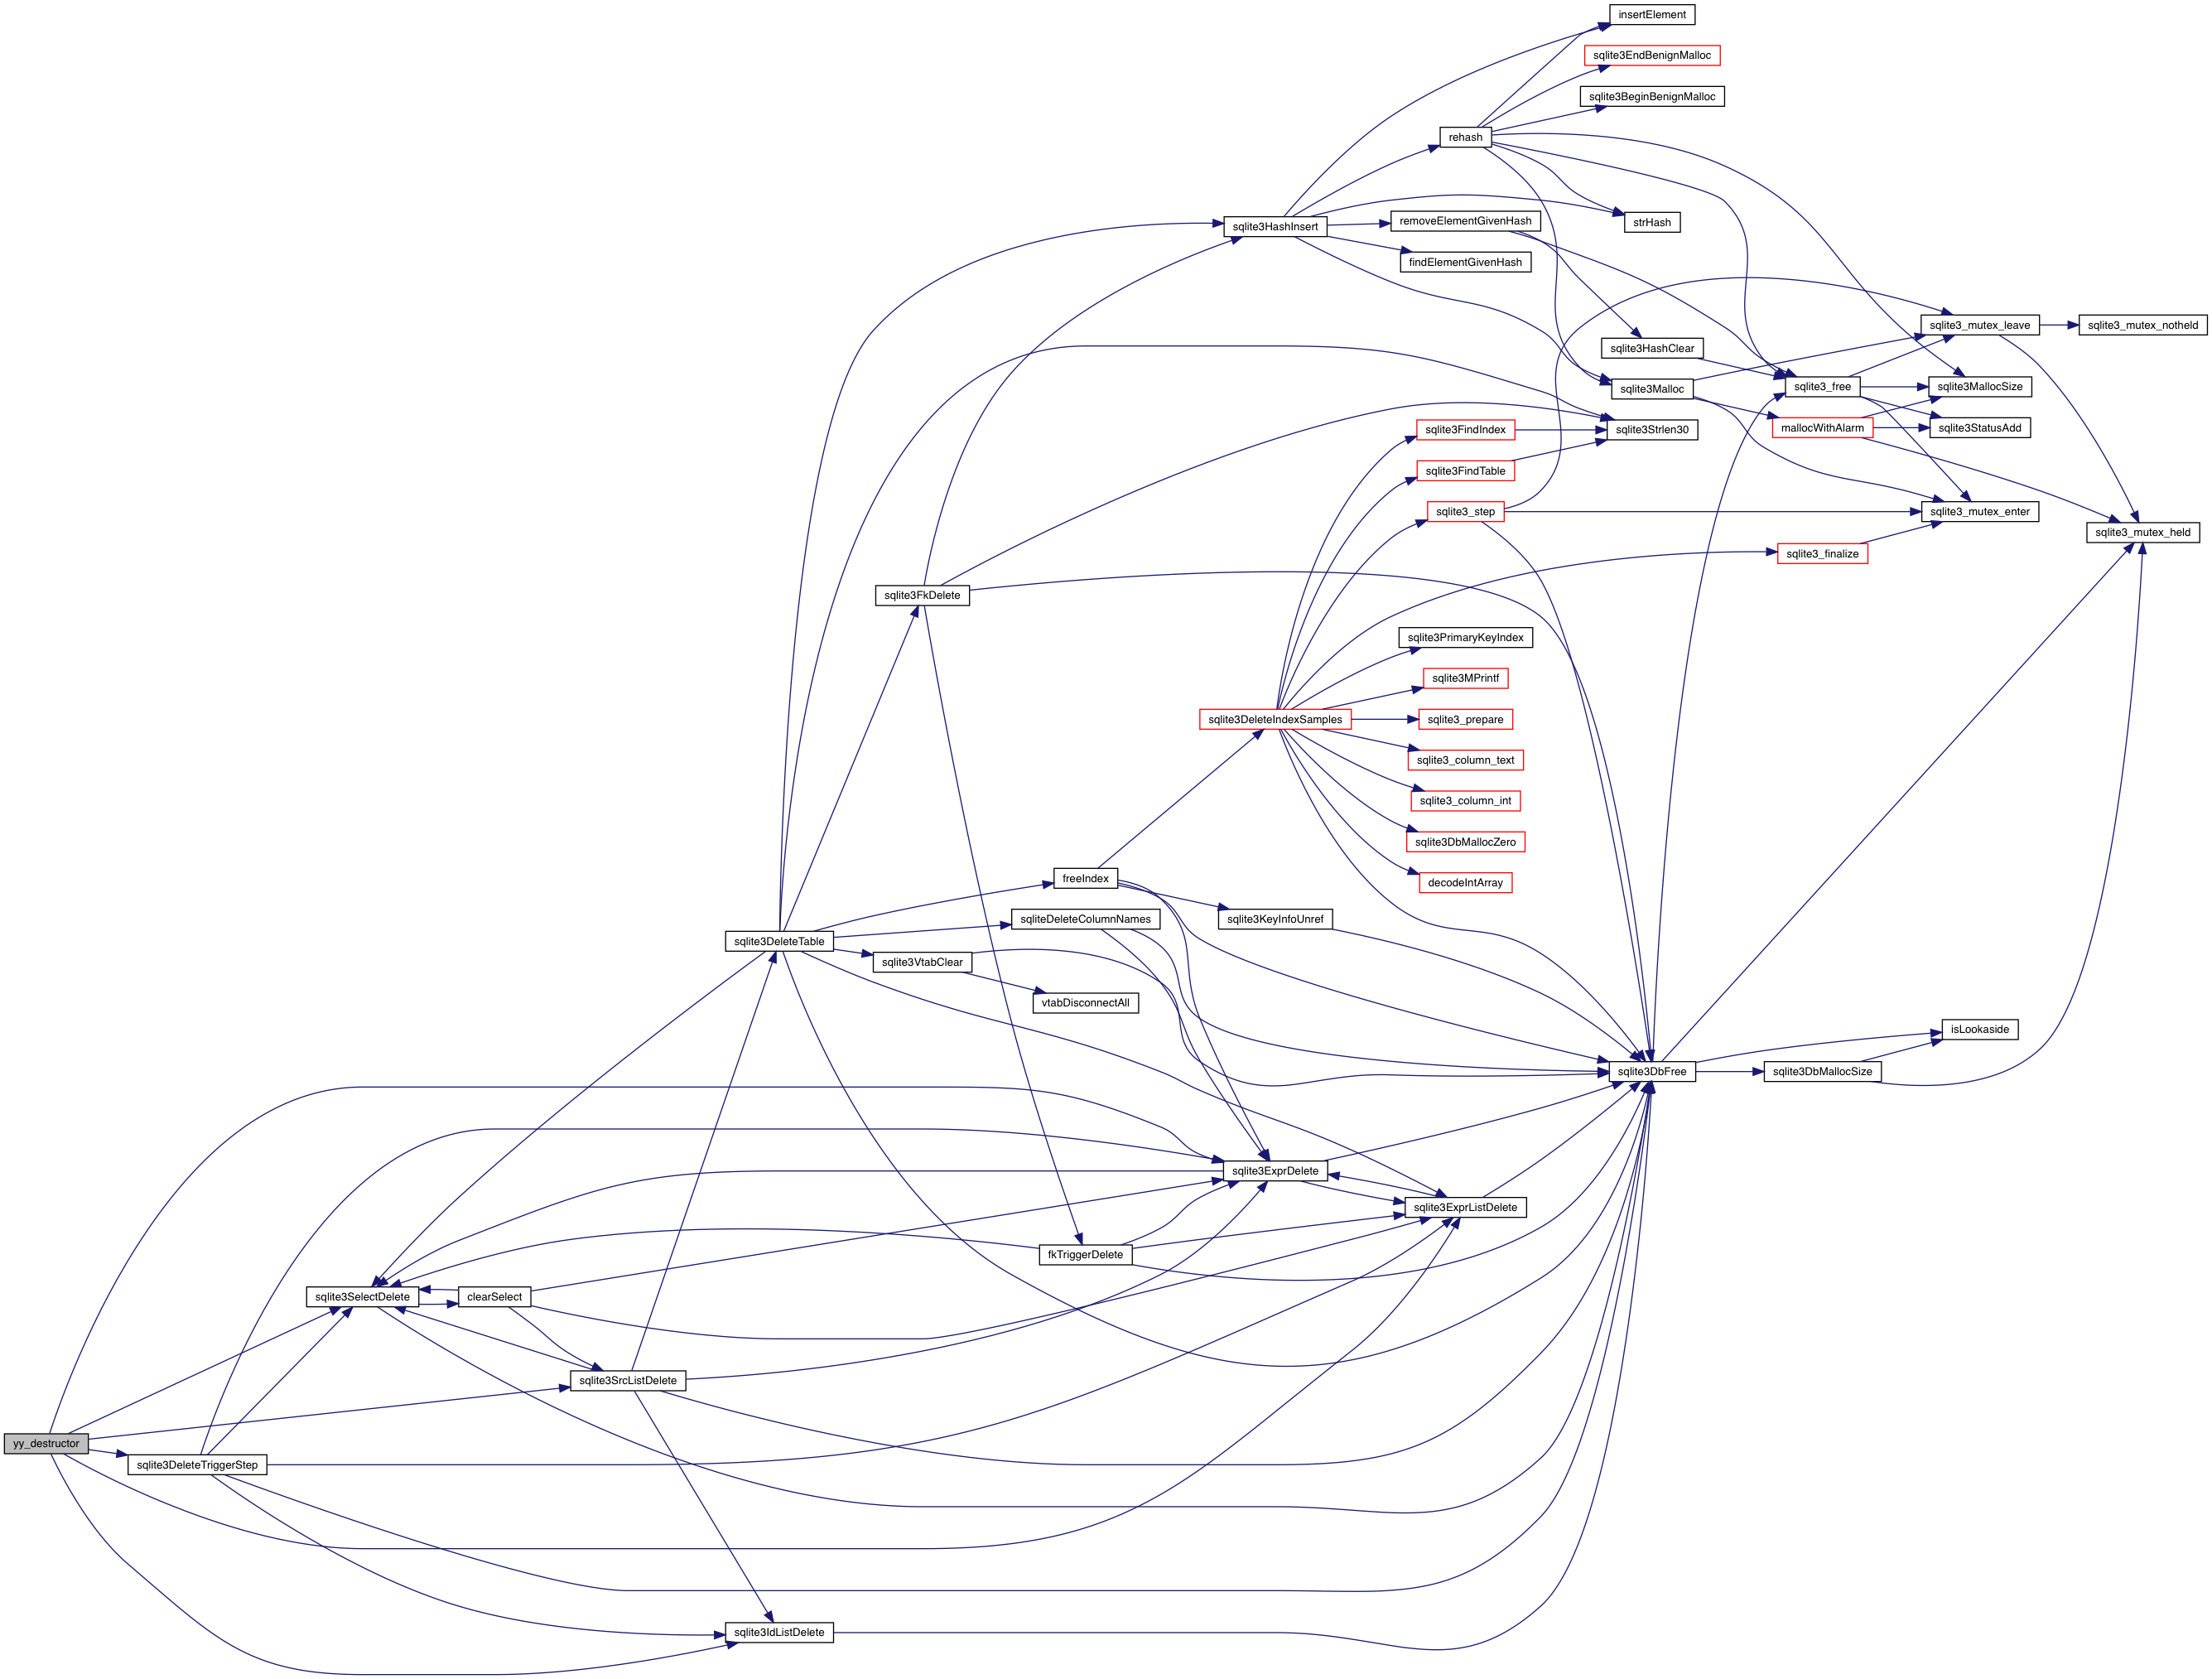 insertElement
sqlite3EndBenignMalloc
sqlite3BeginBenignMalloc
rehash
sqlite3HashInsert
removeElementGivenHash
strHash
findElementGivenHash
sqlite3_mutex_leave
sqlite3_mutex_notheld
sqlite3HashClear
sqlite3Malloc
sqlite3_free
sqlite3MallocSize
sqlite3FindIndex
sqlite3Strlen30
mallocWithAlarm
sqlite3StatusAdd
sqlite3FindTable
sqlite3_step
sqlite3_mutex_enter
sqlite3_mutex_held
sqlite3_finalize
sqlite3FkDelete
sqlite3PrimaryKeyIndex
sqlite3MPrintf
sqlite3DeleteIndexSamples
sqlite3_prepare
sqlite3_column_text
sqlite3_column_int
sqlite3DbMallocZero
freeIndex
decodeIntArray
sqliteDeleteColumnNames
sqlite3KeyInfoUnref
sqlite3DeleteTable
sqlite3VtabClear
vtabDisconnectAll
isLookaside
sqlite3DbFree
sqlite3DbMallocSize
sqlite3ExprDelete
sqlite3ExprListDelete
fkTriggerDelete
sqlite3SelectDelete
clearSelect
sqlite3SrcListDelete
yy_destructor
sqlite3DeleteTriggerStep
sqlite3IdListDelete